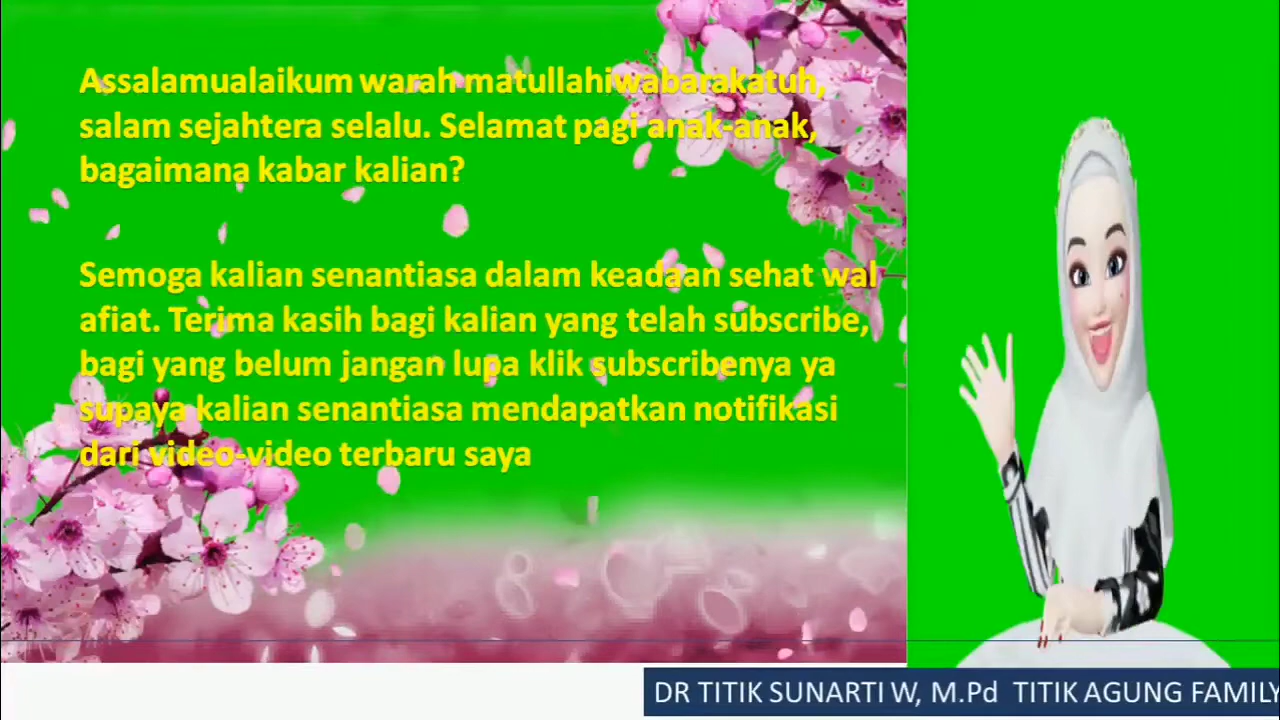 Assalamualaikum warah matullahiwabarakatuh,
salam sejahtera selalu. Selamat pagi anak-anak,
bagaimana kabar kalian?
Semoga kalian senantiasa dalam keadaan sehat wal
afiat. Terima kasih bagi kalian yang telah subscribe,
bagi yang belum jangan lupa klik subscribenya ya
supaya kalian senantiasa mendapatkan notifikasi
dari video-video terbaru saya
DR TITIK SUNARTI W, M.Pd TITIK AGUNG FAMILY